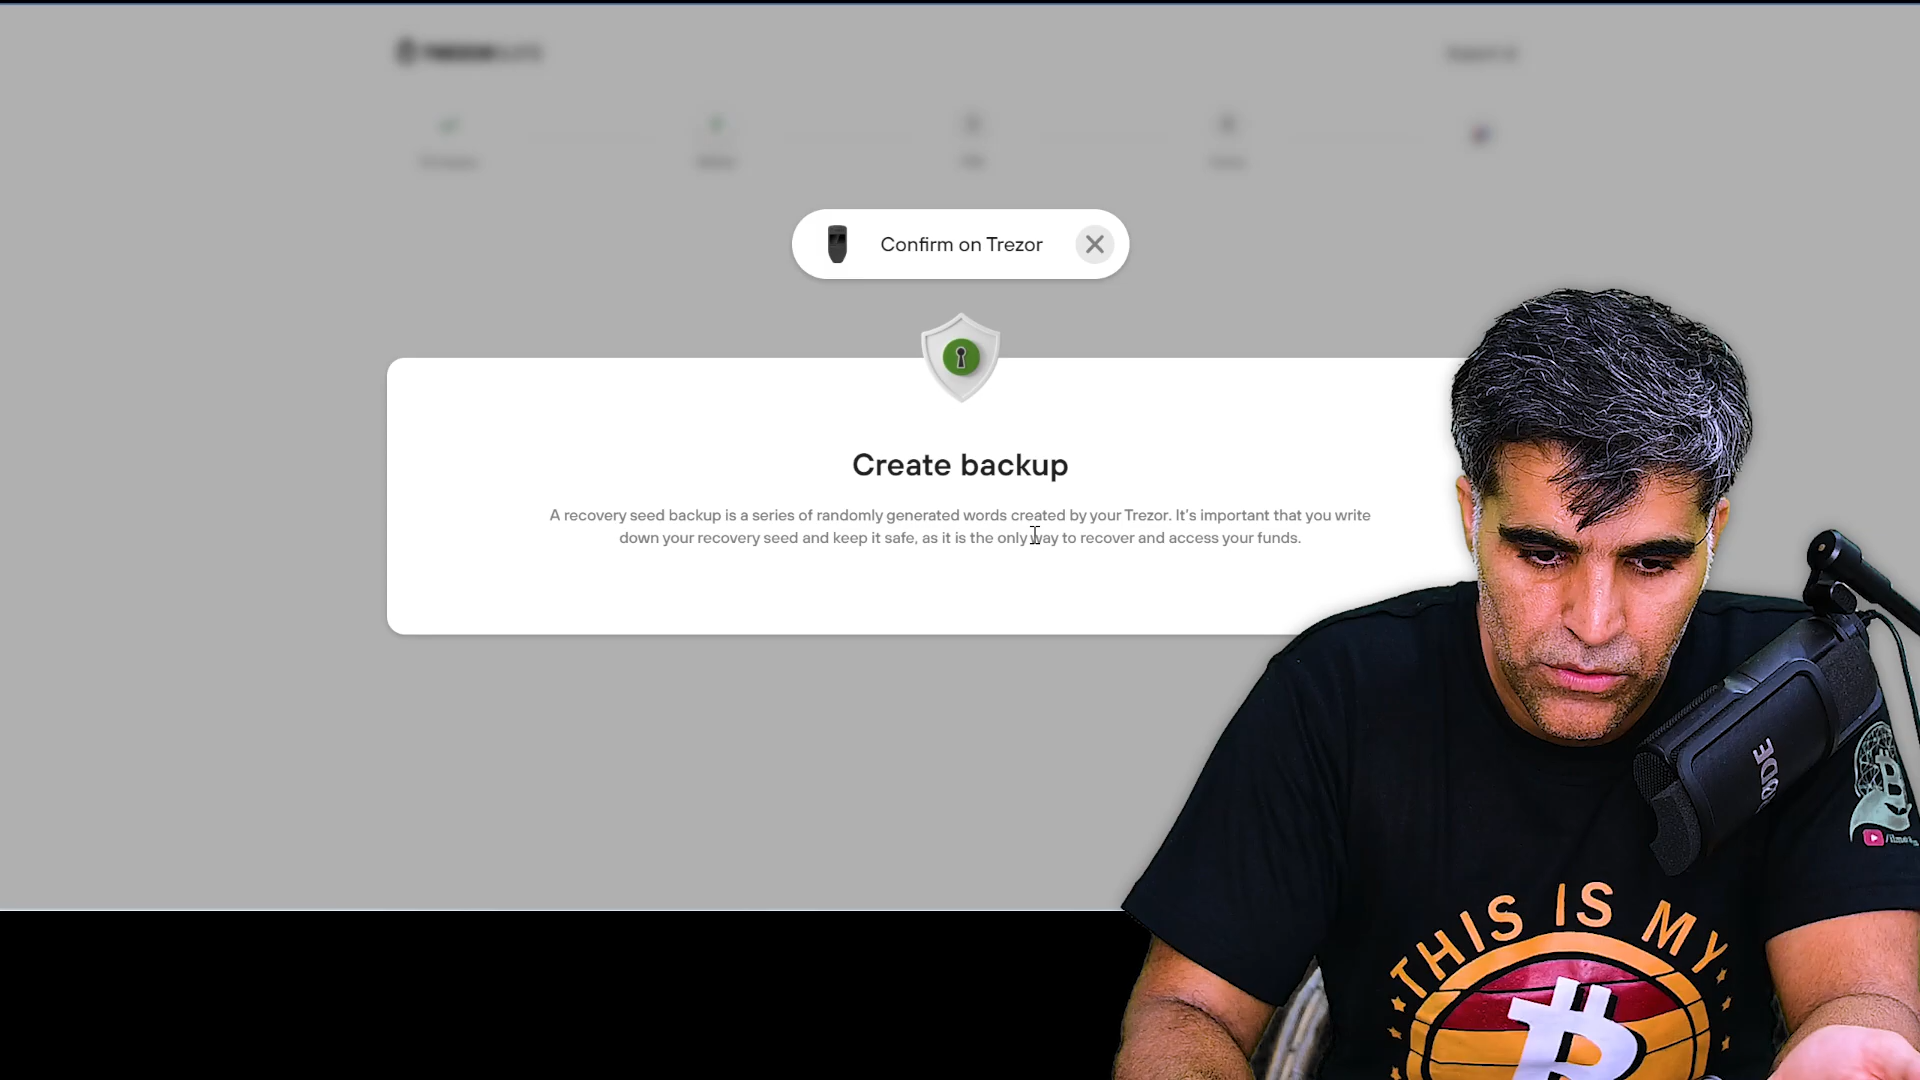 Confirm on Trezor
Create backup
A recovery seed backup is a series of randomly generated words created by your Trezor. It's important that you write
down your recovery seed and keep it safe, as it is the only way to recover and access your funds.
THIS IS MY